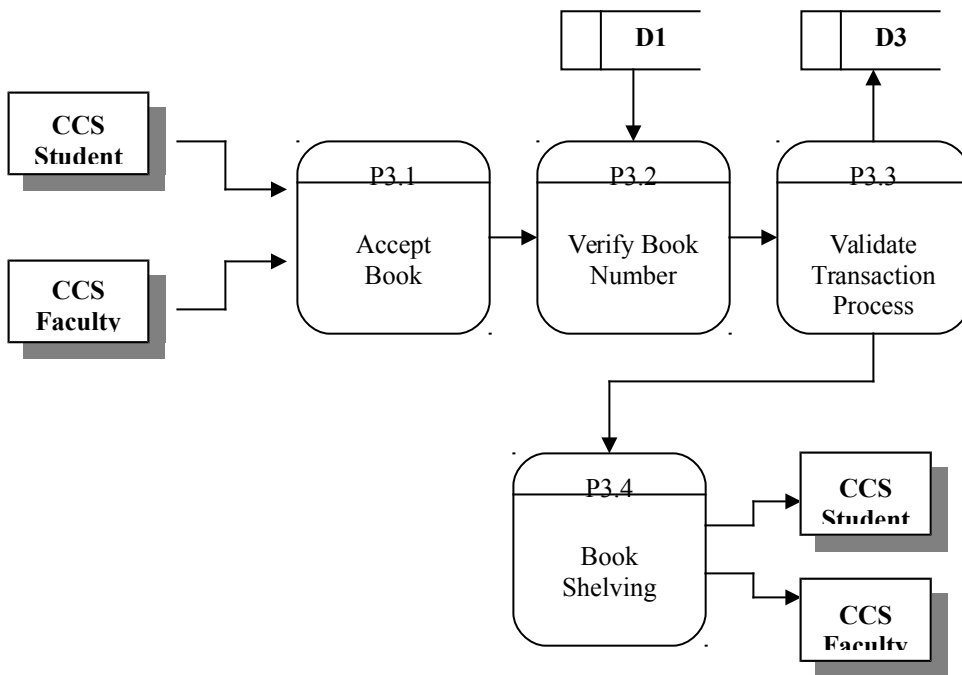 D1
D3
CCS
Student
P3.1
P3.2
P3.3
Accept
Book
Verify Book
Number
Validate
Transaction
Process
CCS
Faculty
P3.4
Book
Shelving
CCS
Student
CCS
Faculty